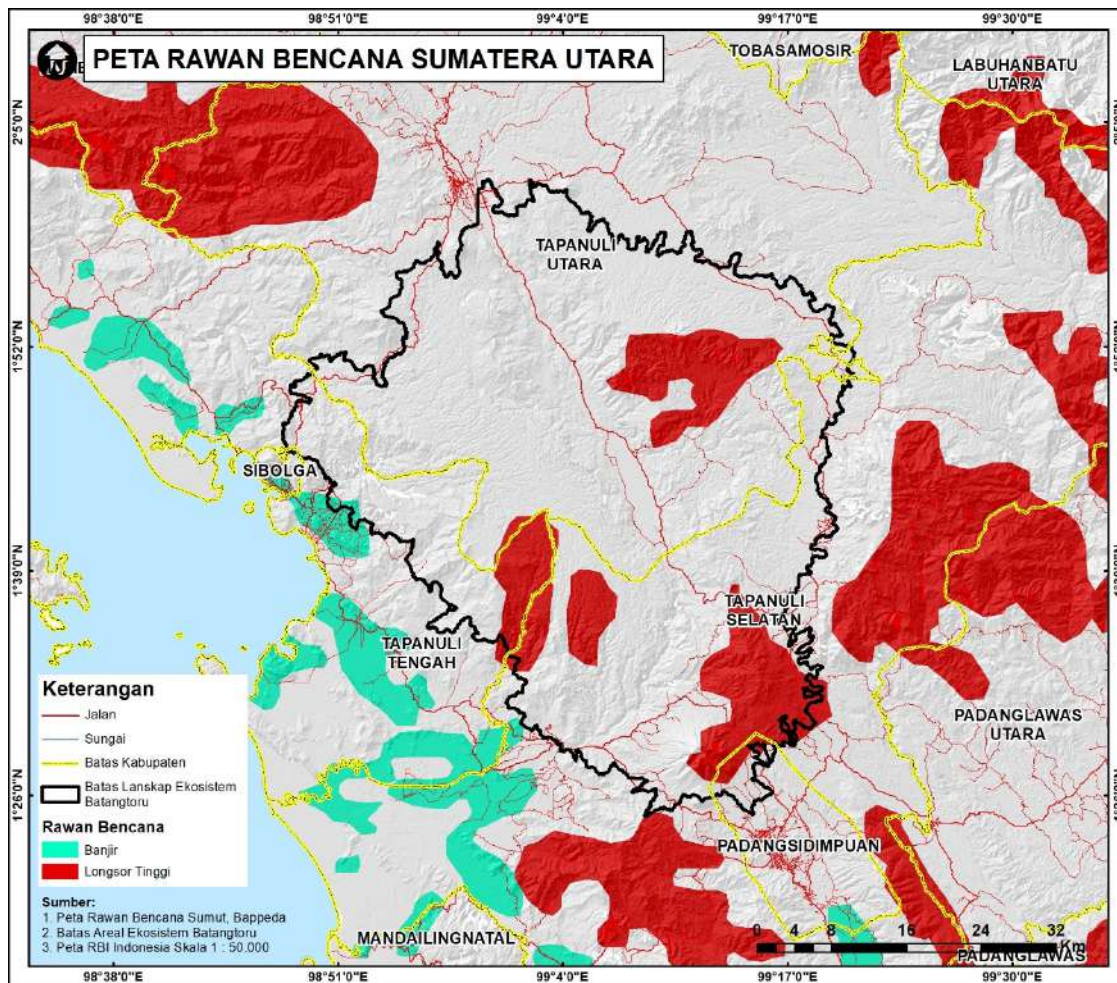 98°38'0"E 98°51'0"E 99°4'0"E 99°17'0"E 99°30'0"E
PETA RAWAN BENCANA SUMATERA UTARA
TOBASAMOSIR
LABUHANBATU
UTARA
2°5'0"N
TAPANULI
UTARA
1°52'0"N
SIBOLGA
1°39'0"N
TAPANULI
SELATAN
TAPANULI
TENGAH
PADANGLAWAS
UTARA
1°26'0"N
PADANGSIDIMPUAN
MANDAILINGNATAL
PADANGLAWAS
Keterangan
Jalan
Sungai
Batas Kabupaten
Batas Lanskap Ekosistem
Batangtoru
Rawan Bencana
Banjir
Longsor Tinggi
Sumber:
1. Peta Rawan Bencana Sumut, Bappeda
2. Batas Areal Ekosistem Batangtoru
3. Peta RBI Indonesia Skala 1 : 50.000
0 4 8 16 24 32
Km
98°38'0"E 98°51'0"E 99°4'0"E 99°17'0"E 99°30'0"E